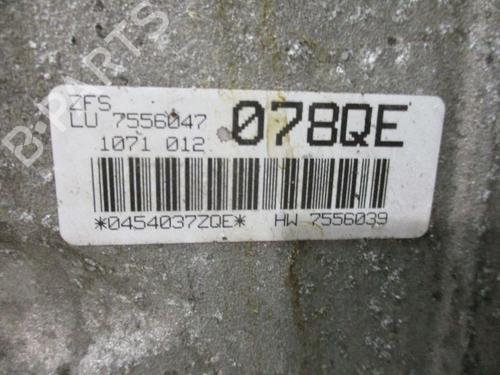 B-PARTS
ZFS
LU 7556047
1071 012
078QE
*0454037ZQE*
HW 7556039